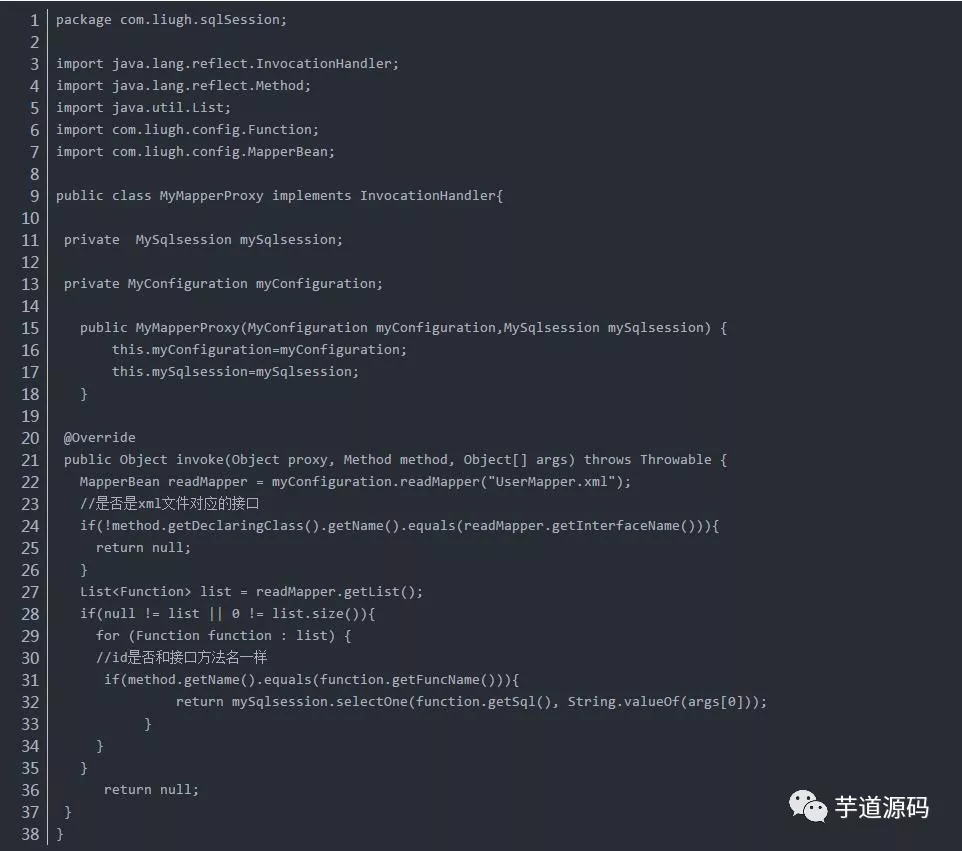 1 package com.liugh.sqlSession;
2
3 import java.lang.reflect.InvocationHandler;
4 import java.lang.reflect.Method;
5 import java.util.List;
6 import com.liugh.config.Function;
7 import com.liugh.config.MapperBean;
8
9 public class MyMapperProxy implements InvocationHandler{
10
11 private  MySqlsession mySqlsession;
12
13 private MyConfiguration myConfiguration;
14
15 public MyMapperProxy(MyConfiguration myConfiguration,MySqlsession mySqlsession) {
16 this.myConfiguration=myConfiguration;
17 this.mySqlsession=mySqlsession;
18 }
19
20 @Override
21 public Object invoke(Object proxy, Method method, Object[] args) throws Throwable {
22 MapperBean readMapper = myConfiguration.readMapper("UserMapper.xml");
23 //是否是xml文件对应的接口
24 if(!method.getDeclaringClass().getName().equals(readMapper.getInterfaceName())){
25 return null;
26 }
27 List<Function> list = readMapper.getList();
28 if(null != list || 0 != list.size()){
29 for (Function function : list) {
30 //id是否和接口方法名一样
31 if(method.getName().equals(function.getFuncName())){
32 return mySqlsession.selectOne(function.getSql(), String.valueOf(args[0]));
33 }
34 }
35 }
36 return null;
37 }
38 }
芋道源码